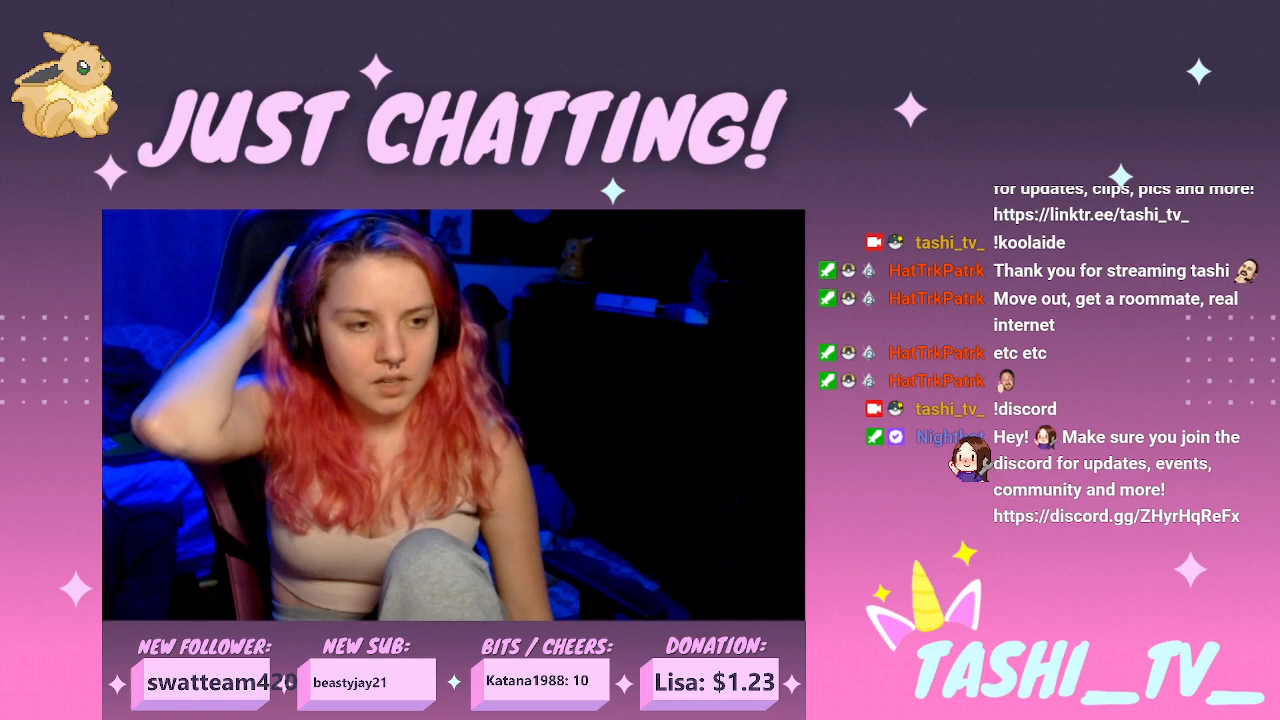 JUST CHATTING!
for updates, clips, pics and more!
https://linktr.ee/tashi_tv_
tashi_tv_ !koolaide
HatTrkPatrk Thank you for streaming tashi
HatTrkPatrk Move out, get a roommate, real
internet
HatTrkPatrk etc etc
HatTrkPatrk
tashi_tv_ !discord
Nightbot Hey! Make sure you join the
discord for updates, events,
community and more!
https://discord.gg/ZHyrHqReFx
NEW FOLLOWER: NEW SUB: BITS / CHEERS: DONATION:
swatteam420 beastyjay21 Katana1988: 10 Lisa: $1.23
TASHI_TV_